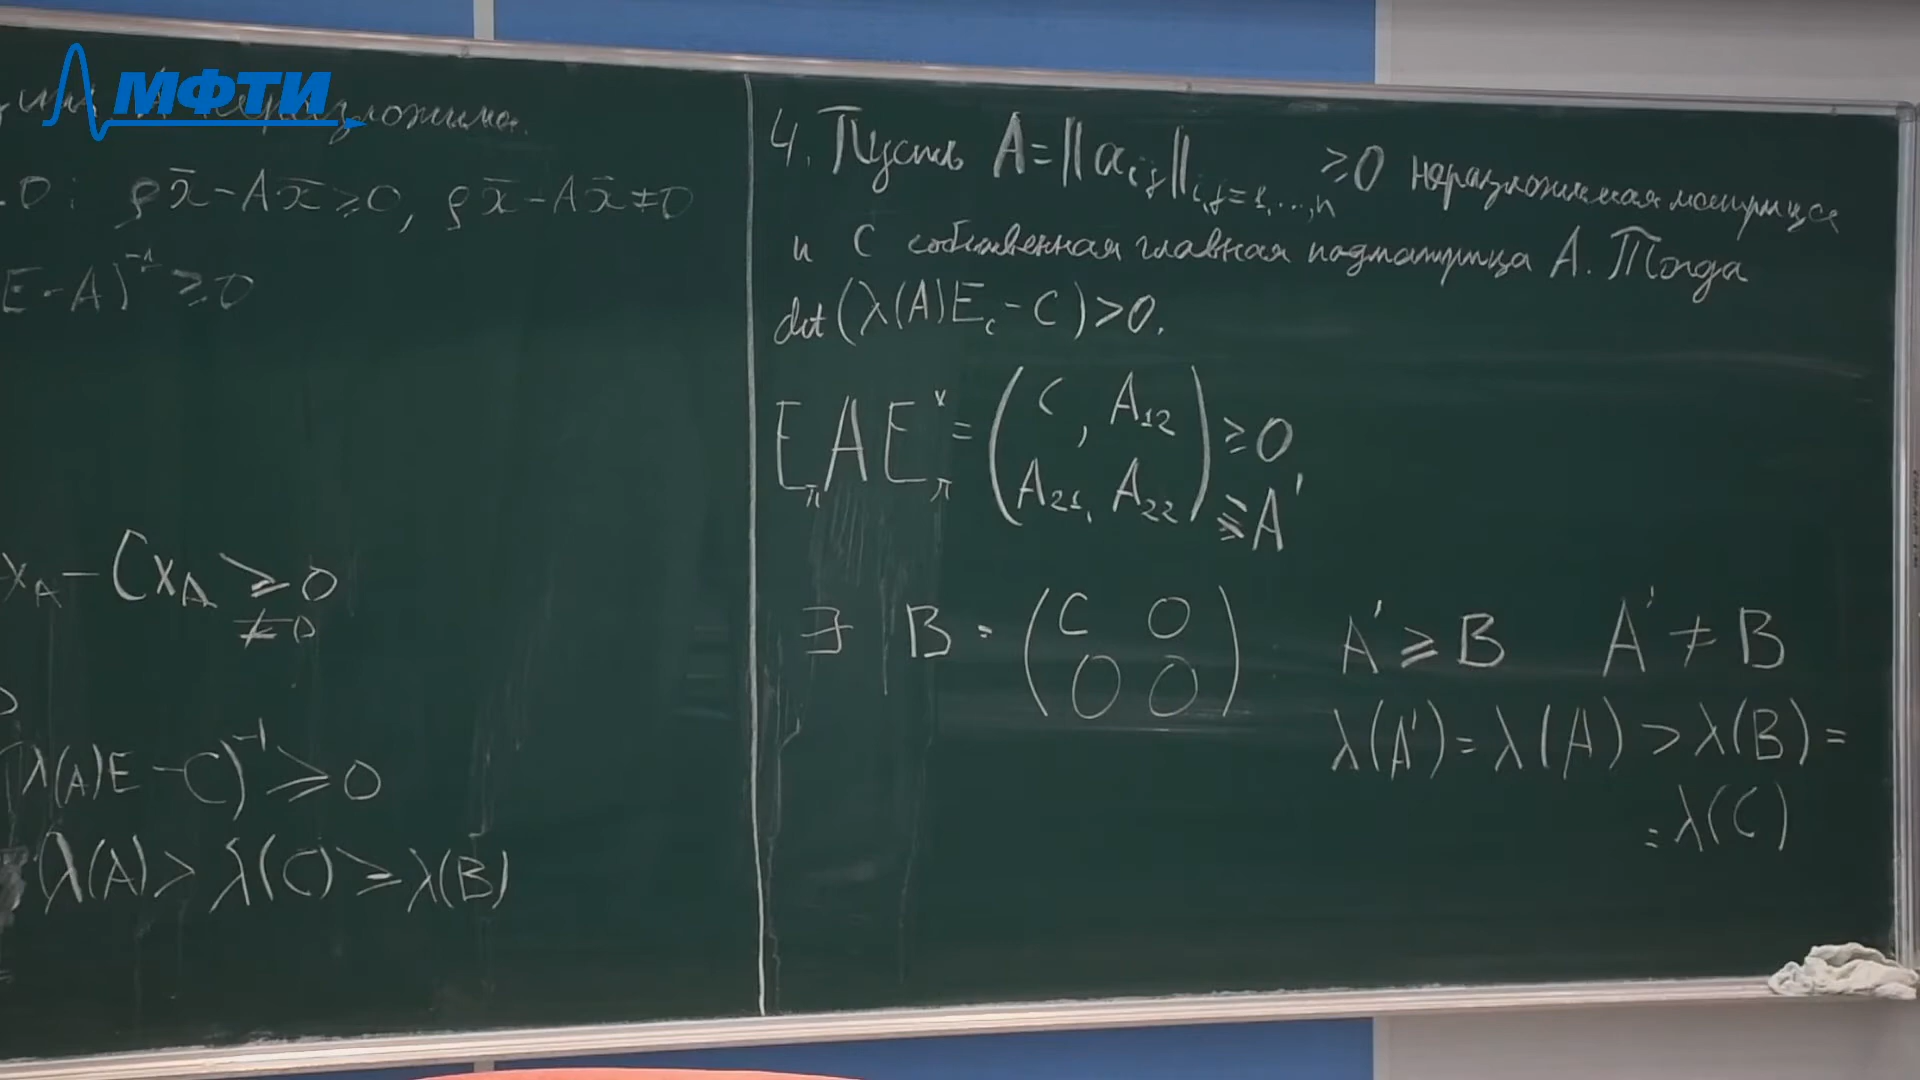 МФТИ
неразложима.
0: ρx̄-Ax̄≥0, ρx̄-Ax̄≠0
E-A)⁻¹≥0
x_A-Cx_A≥0
≠0
λ(A)E-C)⁻¹≥0
(λ(A)>λ(C)≥λ(B)
4. Пусть A=||a_ij||_i,j=1,...,n ≥0 неразложимая матрица
и C собственная главная подматрица A. Тогда
det(λ(A)E_c-C)>0.
E_π A E_π* = (C, A₁₂
A₂₁, A₂₂) ≥0
≥A'
∃ B = (C 0
0 0) A'≥B A'≠B
λ(A')=λ(A)>λ(B)=
=λ(C)